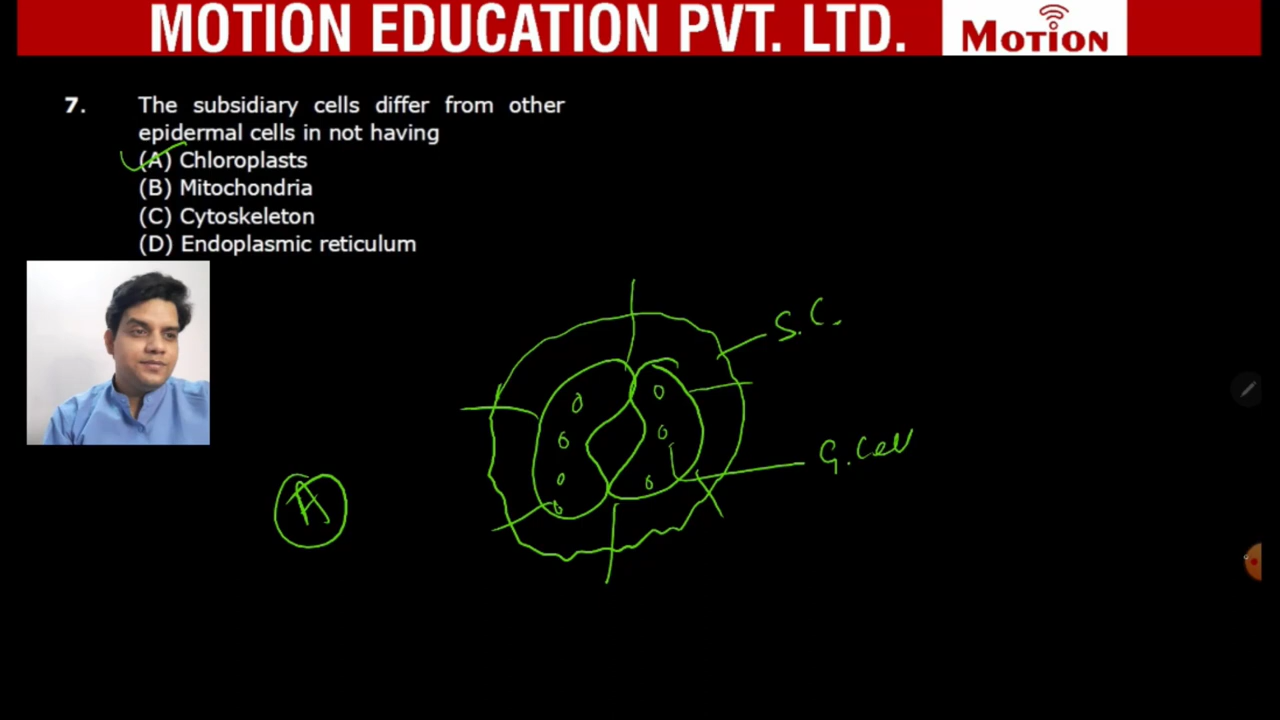 MOTION EDUCATION PVT. LTD.
MOTION
7. The subsidiary cells differ from other
epidermal cells in not having
(A) Chloroplasts
(B) Mitochondria
(C) Cytoskeleton
(D) Endoplasmic reticulum
S.C.
G.Cell
A